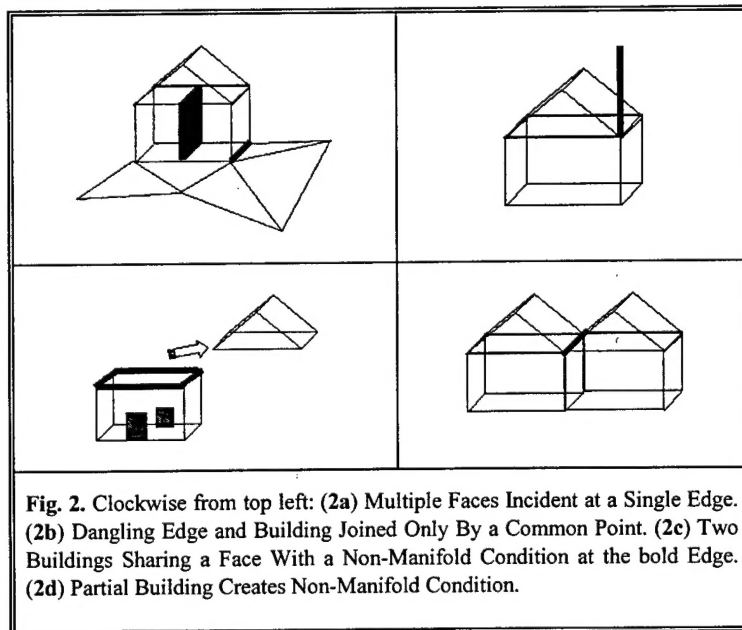 Fig. 2. Clockwise from top left: (2a) Multiple Faces Incident at a Single Edge.
(2b) Dangling Edge and Building Joined Only By a Common Point. (2c) Two
Buildings Sharing a Face With a Non-Manifold Condition at the bold Edge.
(2d) Partial Building Creates Non-Manifold Condition.